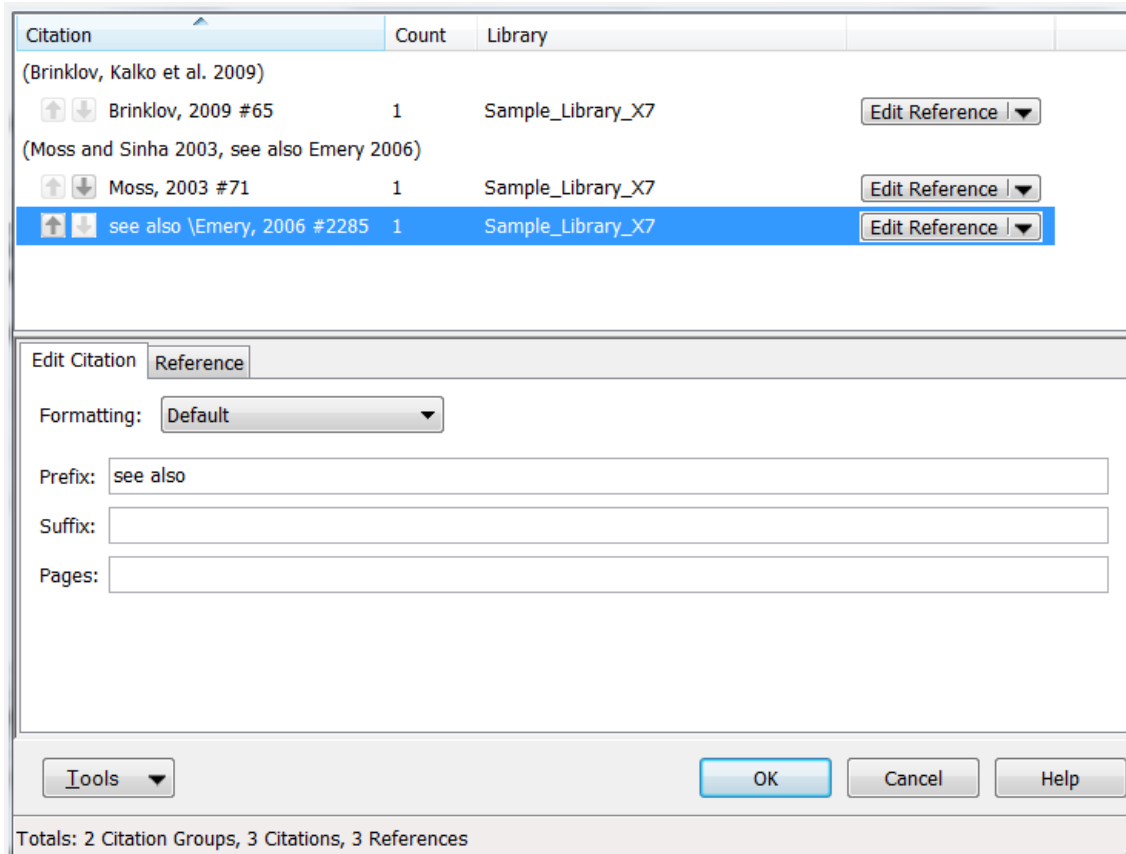 Citation Count Library
(Brinklov, Kalko et al. 2009)
Brinklov, 2009 #65 1 Sample_Library_X7 Edit Reference
(Moss and Sinha 2003, see also Emery 2006)
Moss, 2003 #71 1 Sample_Library_X7 Edit Reference
see also \Emery, 2006 #2285 1 Sample_Library_X7 Edit Reference
Edit Citation Reference
Formatting: Default
Prefix: see also
Suffix:
Pages:
Tools OK Cancel Help
Totals: 2 Citation Groups, 3 Citations, 3 References